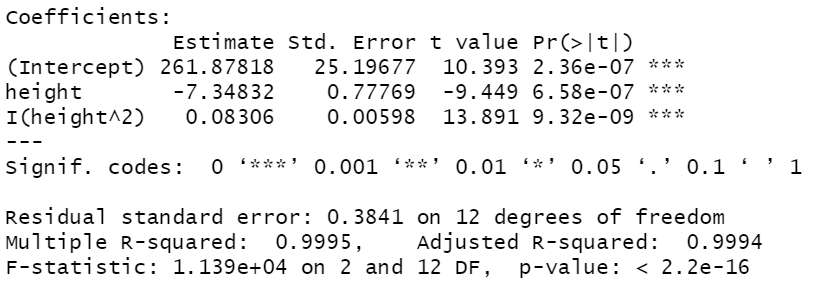 Coefficients:
             Estimate Std. Error t value Pr(>|t|)
(Intercept) 261.87818   25.19677  10.393 2.36e-07 ***
height       -7.34832    0.77769  -9.449 6.58e-07 ***
I(height^2)   0.08306    0.00598  13.891 9.32e-09 ***
---
Signif. codes:  0 ‘***’ 0.001 ‘**’ 0.01 ‘*’ 0.05 ‘.’ 0.1 ‘ ’ 1
Residual standard error: 0.3841 on 12 degrees of freedom
Multiple R-squared:  0.9995,    Adjusted R-squared:  0.9994
F-statistic: 1.139e+04 on 2 and 12 DF,  p-value: < 2.2e-16